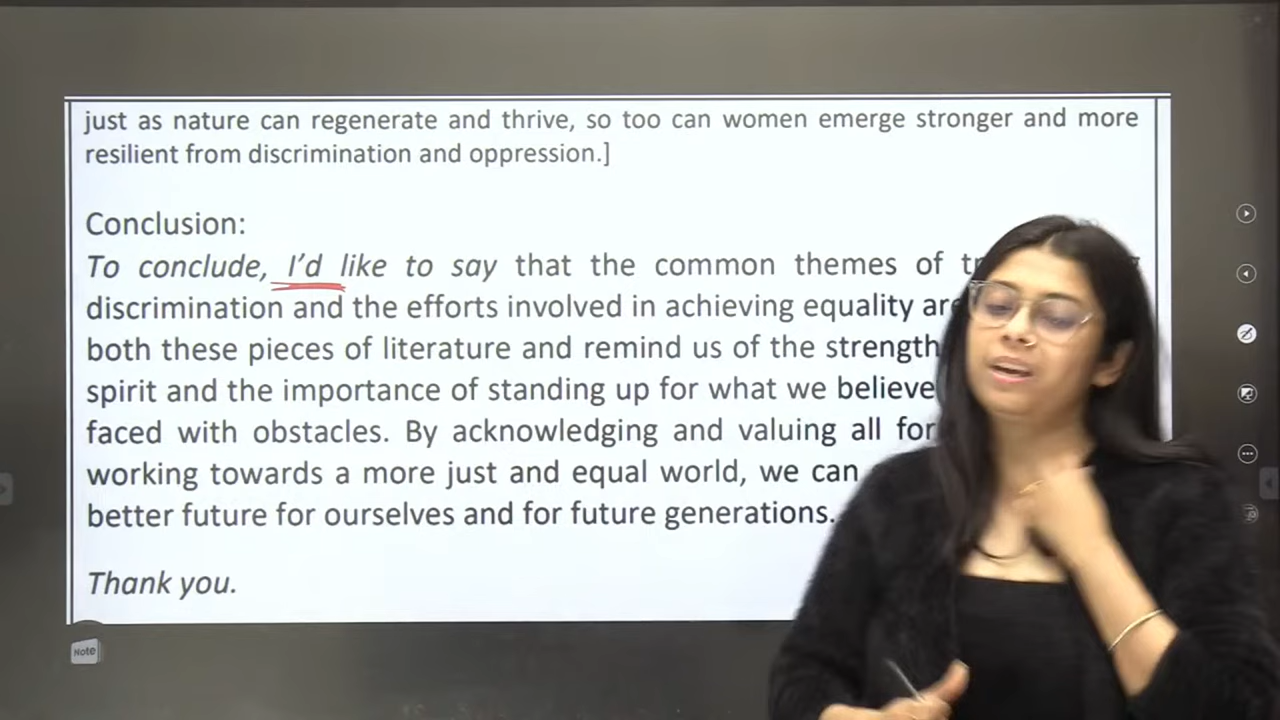 just as nature can regenerate and thrive, so too can women emerge stronger and more
resilient from discrimination and oppression.]
Conclusion:
To conclude, I'd like to say that the common themes of
discrimination and the efforts involved in achieving equality
both these pieces of literature and remind us of the strength
spirit and the importance of standing up for what we believe
faced with obstacles. By acknowledging and valuing all
working towards a more just and equal world, we can
better future for ourselves and for future generations.
Thank you.
Note